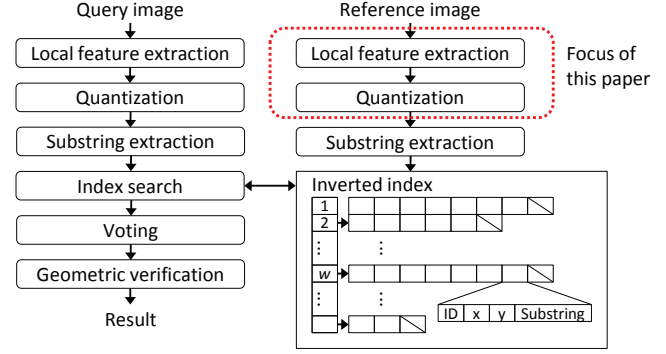 Query image
Local feature extraction
Quantization
Substring extraction
Index search
Voting
Geometric verification
Result
Reference image
Local feature extraction
Quantization
Focus of
this paper
Substring extraction
Inverted index
1
2
⋮ ⋮
w
⋮ ⋮
ID x y Substring